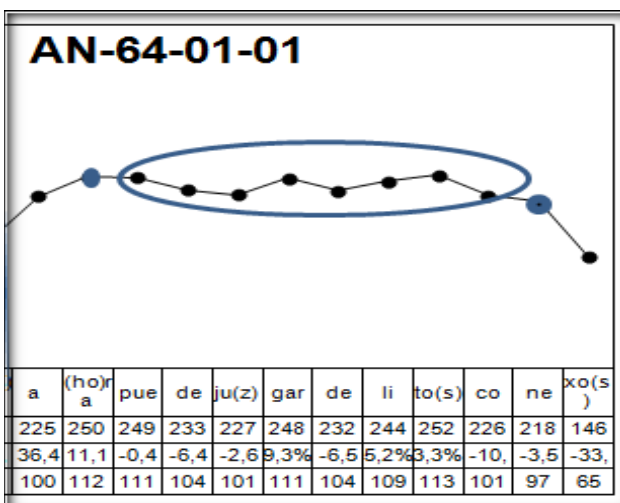 AN-64-01-01
a (ho)r a pue de ju(z) gar de li to(s) co ne xo(s )
225 250 249 233 227 248 232 244 252 226 218 146
36,4 11,1 -0,4 -6,4 -2,6 9,3% -6,5 5,2% 3,3% -10, -3,5 -33,
100 112 111 104 101 111 104 109 113 101 97 65